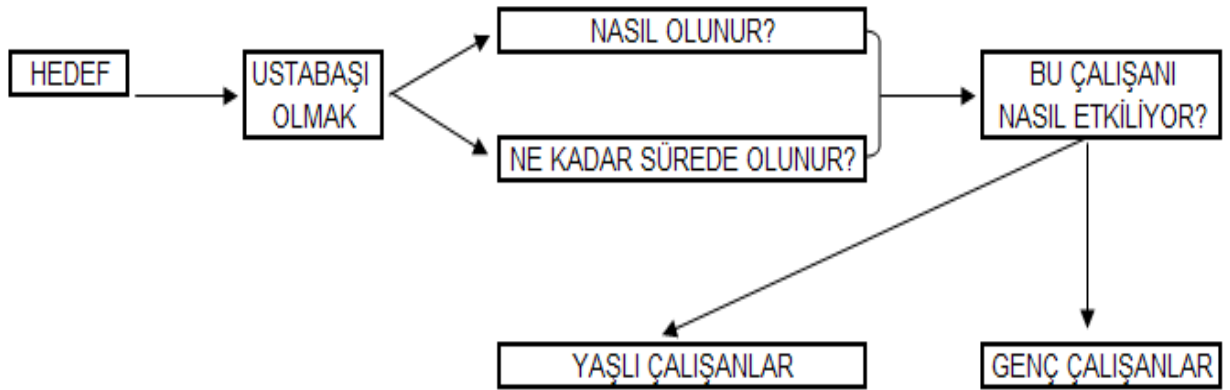 HEDEF
USTABAŞI
OLMAK
NASIL OLUNUR?
NE KADAR SÜREDE OLUNUR?
BU ÇALIŞANI
NASIL ETKİLİYOR?
YAŞLI ÇALIŞANLAR
GENÇ ÇALIŞANLAR